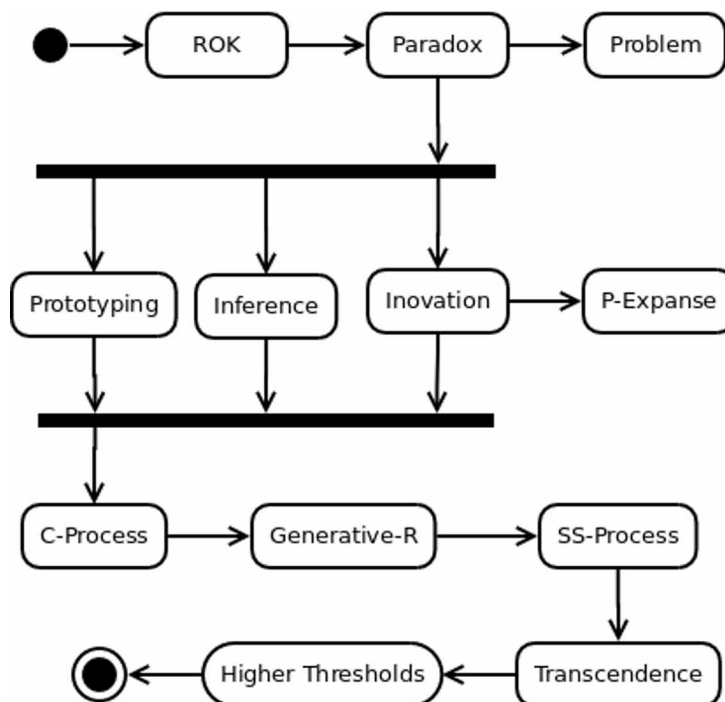 ROK
Paradox
Problem
Prototyping
Inference
Inovation
P-Expanse
C-Process
Generative-R
SS-Process
Higher Thresholds
Transcendence